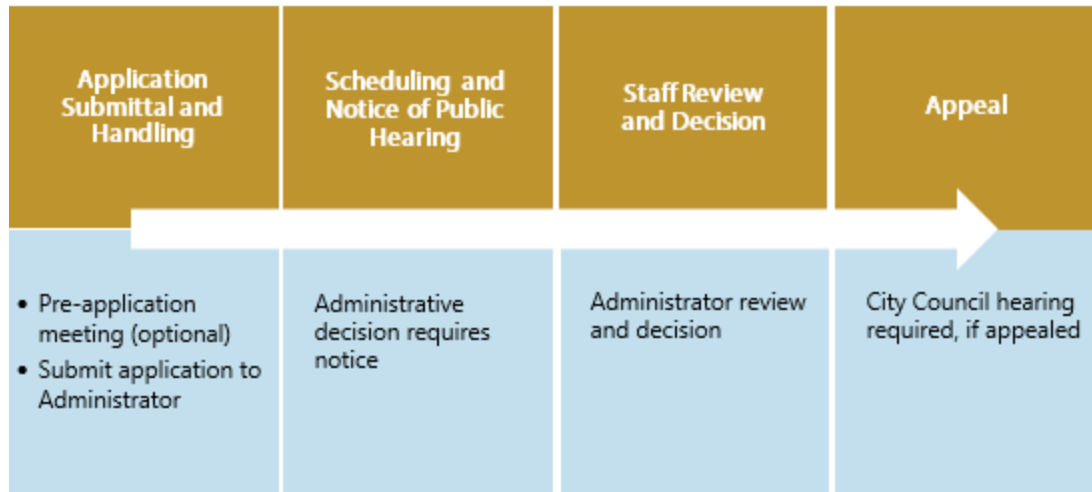 Application
Submittal and
Handling
Scheduling and
Notice of Public
Hearing
Staff Review
and Decision
Appeal
• Pre-application
meeting (optional)
• Submit application to
Administrator
Administrative
decision requires
notice
Administrator review
and decision
City Council hearing
required, if appealed